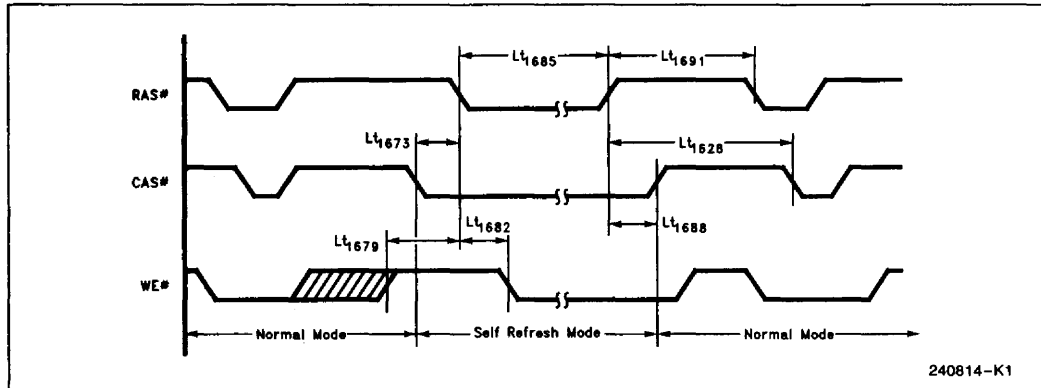 Lt1685
Lt1691
RAS#
Lt1673
Lt1628
CAS#
Lt1682
Lt1688
Lt1679
WE#
Normal Mode
Self Refresh Mode
Normal Mode
240814-K1